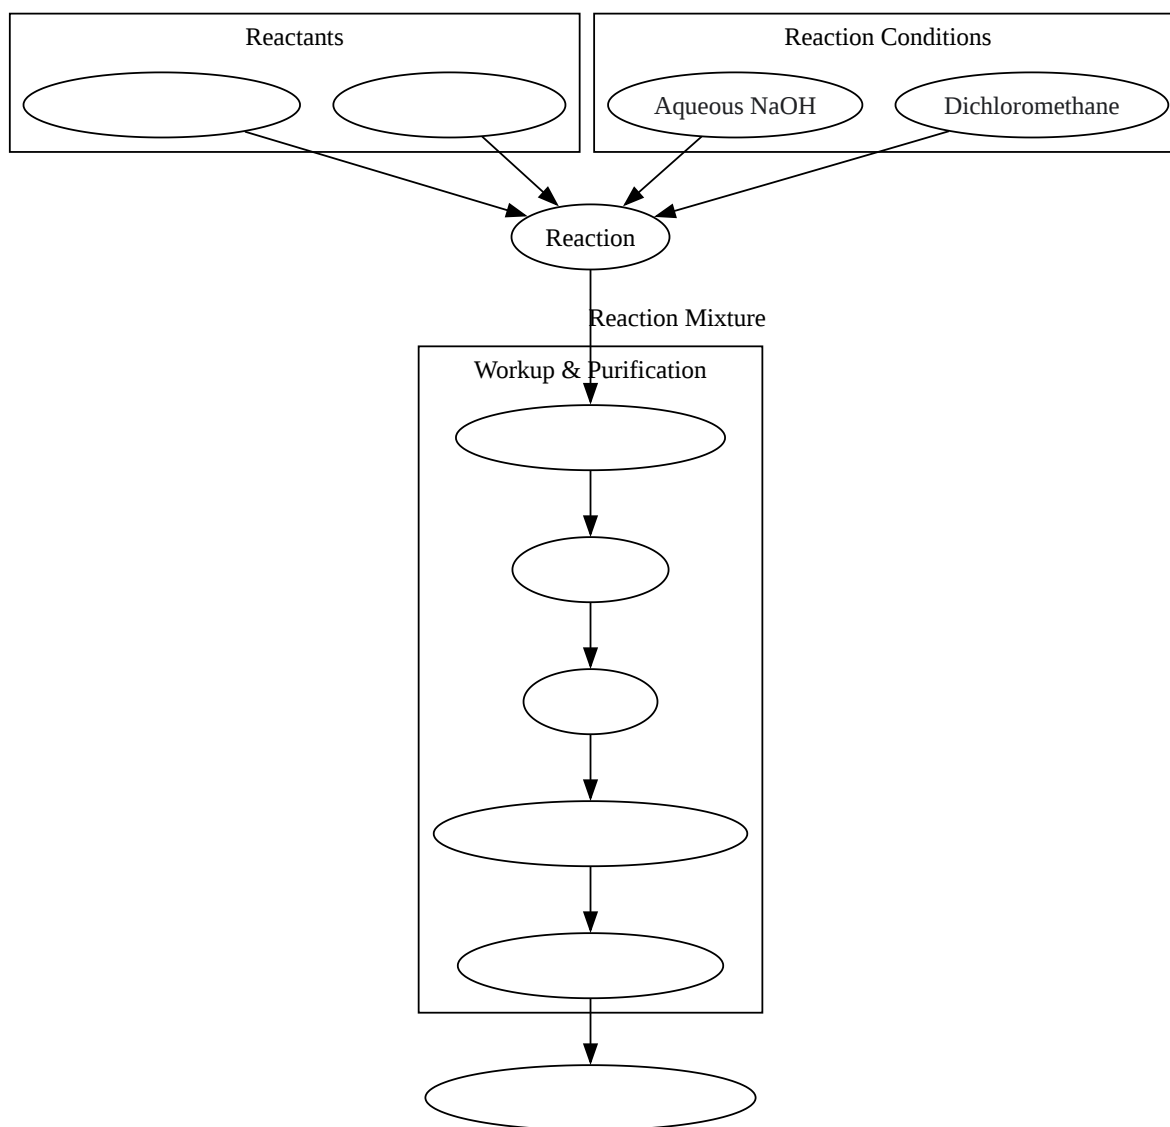 Reactants
Reaction Conditions
Aqueous NaOH
Dichloromethane
Reaction
Reaction Mixture
Workup & Purification